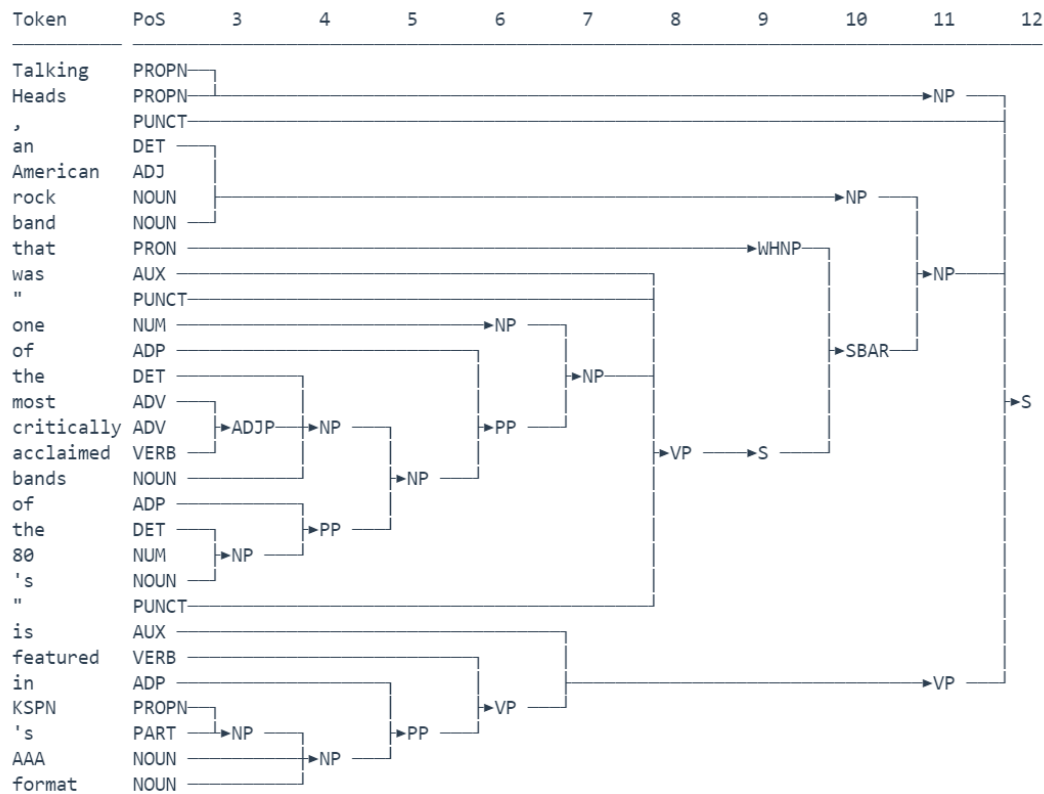 Token PoS 3 4 5 6 7 8 9 10 11 12
Talking PROPN
Heads PROPN NP
, PUNCT
an DET
American ADJ
rock NOUN NP
band NOUN
that PRON WHNP
was AUX NP
" PUNCT
one NUM NP
of ADP SBAR
the DET NP
most ADV S
critically ADV ADJP NP PP
acclaimed VERB VP S
bands NOUN NP
of ADP
the DET PP
80 NUM NP
's NOUN
" PUNCT
is AUX
featured VERB
in ADP VP
KSPN PROPN VP
's PART NP PP
AAA NOUN NP
format NOUN